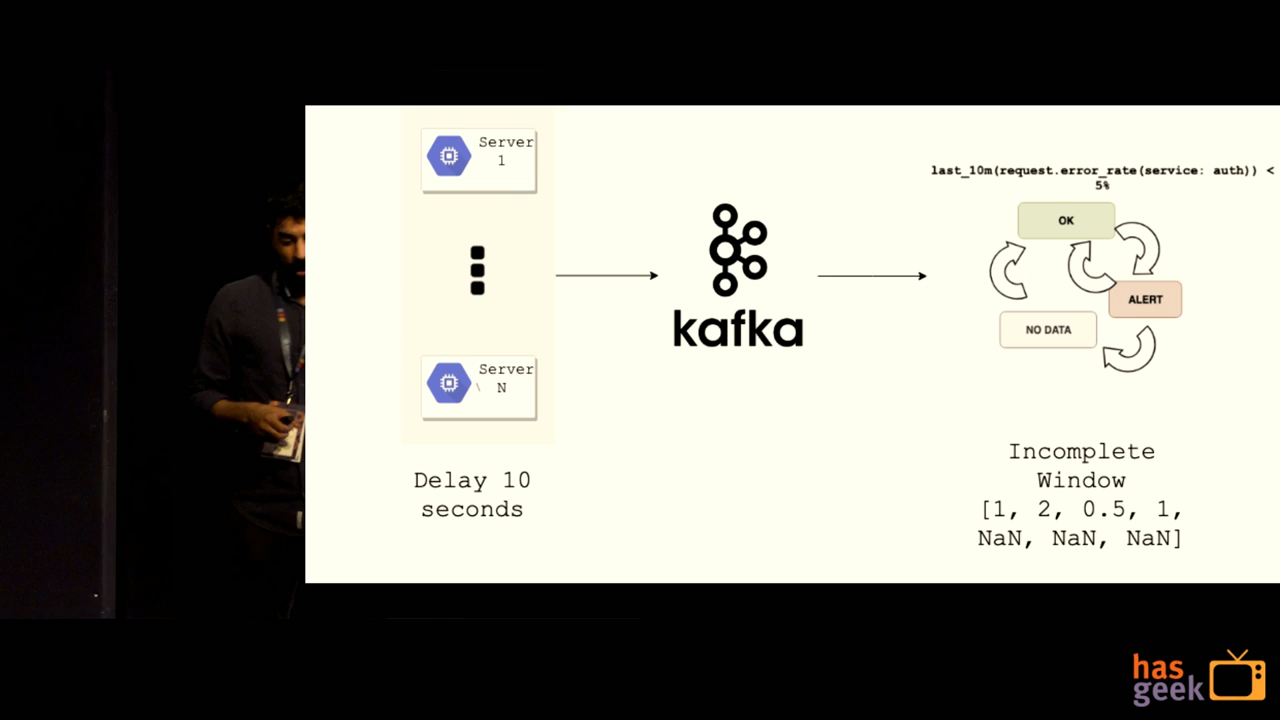 Server
1
kafka
Server
\ N
Delay 10
seconds
last_10m(request.error_rate(service: auth)) <
5%
OK
ALERT
NO DATA
Incomplete
Window
[1, 2, 0.5, 1,
NaN, NaN, NaN]
has
geek